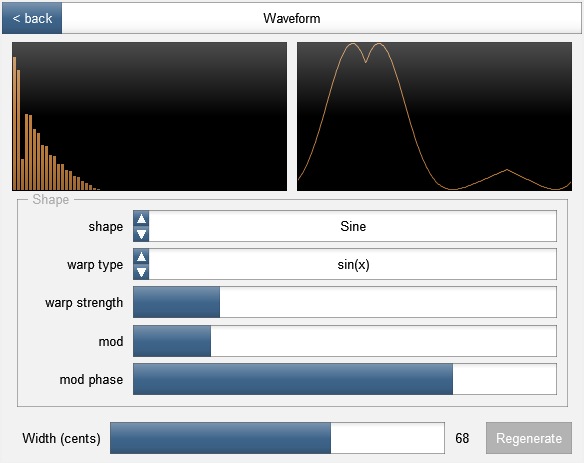 < back
Waveform
Shape
shape
Sine
warp type
sin(x)
warp strength
mod
mod phase
Width (cents)
68
Regenerate